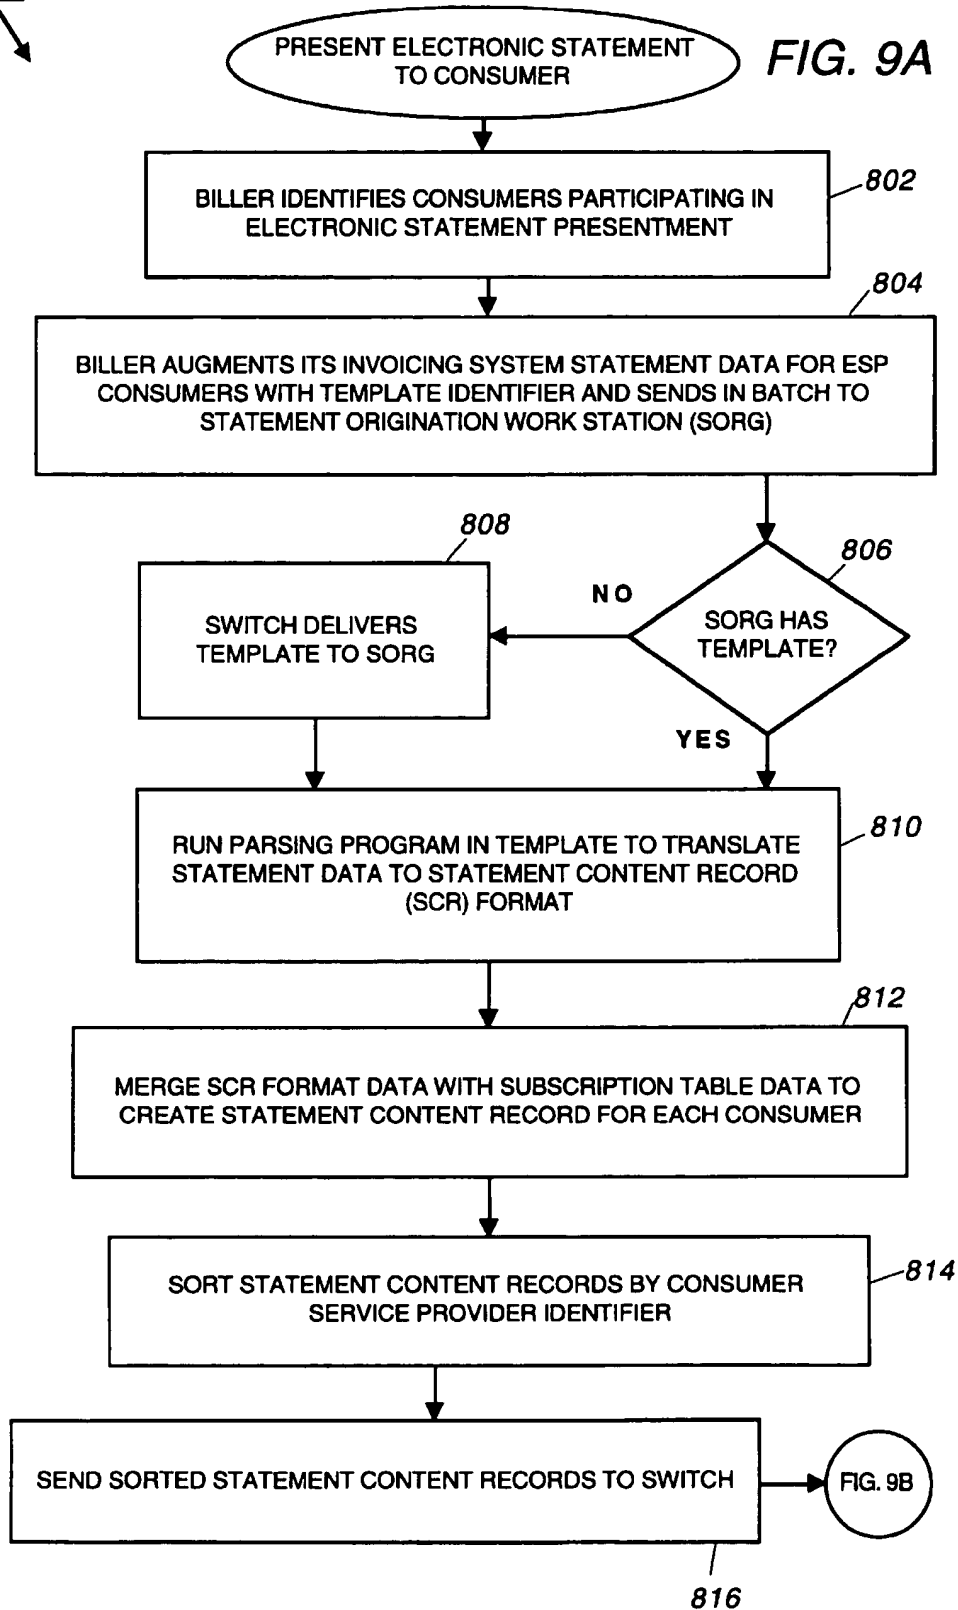 PRESENT ELECTRONIC STATEMENT
TO CONSUMER
FIG. 9A
802
BILLER IDENTIFIES CONSUMERS PARTICIPATING IN
ELECTRONIC STATEMENT PRESENTMENT
804
BILLER AUGMENTS ITS INVOICING SYSTEM STATEMENT DATA FOR ESP
CONSUMERS WITH TEMPLATE IDENTIFIER AND SENDS IN BATCH TO
STATEMENT ORIGINATION WORK STATION (SORG)
808
806
NO
SWITCH DELIVERS
TEMPLATE TO SORG
SORG HAS
TEMPLATE?
YES
810
RUN PARSING PROGRAM IN TEMPLATE TO TRANSLATE
STATEMENT DATA TO STATEMENT CONTENT RECORD
(SCR) FORMAT
812
MERGE SCR FORMAT DATA WITH SUBSCRIPTION TABLE DATA TO
CREATE STATEMENT CONTENT RECORD FOR EACH CONSUMER
814
SORT STATEMENT CONTENT RECORDS BY CONSUMER
SERVICE PROVIDER IDENTIFIER
SEND SORTED STATEMENT CONTENT RECORDS TO SWITCH
FIG. 9B
816